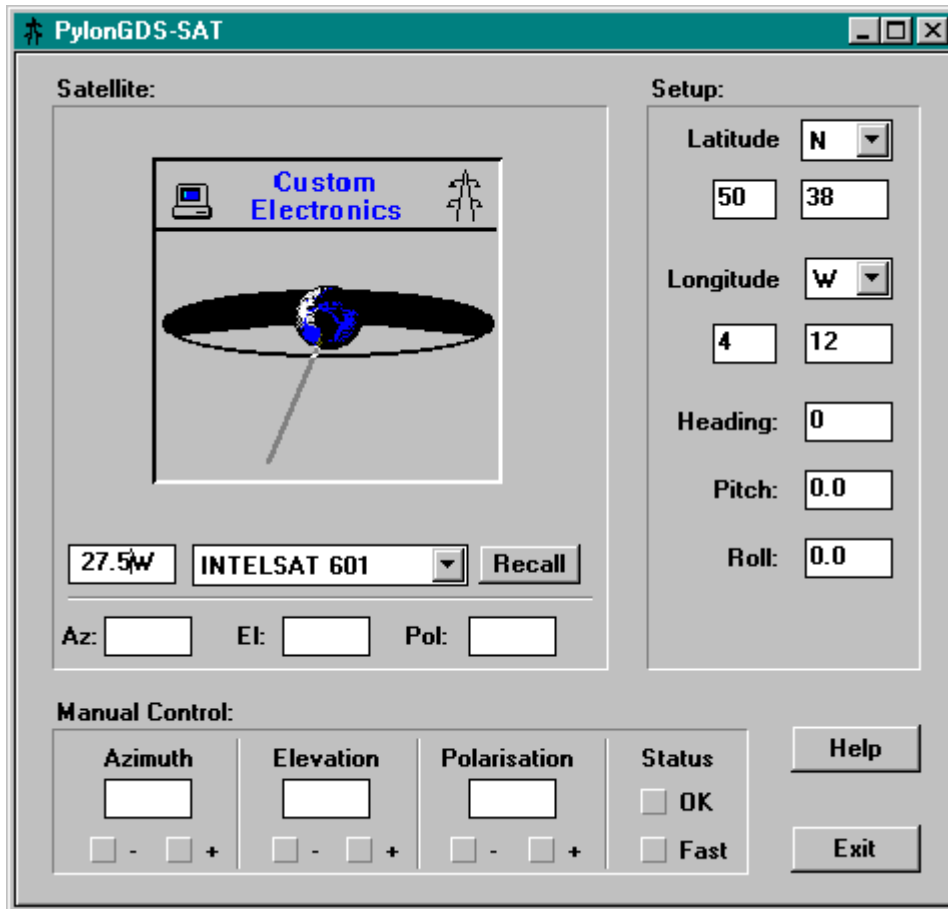 PylonGDS-SAT
Satellite:
Custom
Electronics
27.5W
INTELSAT 601
Recall
Az:
El:
Pol:
Setup:
Latitude N
50 38
Longitude W
4 12
Heading: 0
Pitch: 0.0
Roll: 0.0
Manual Control:
Azimuth
- +
Elevation
- +
Polarisation
- +
Status
OK
Fast
Help
Exit